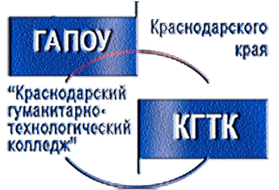 ГАПОУ
Краснодарского
края
"Краснодарский
гуманитарно-
технологический
колледж"
КГТК